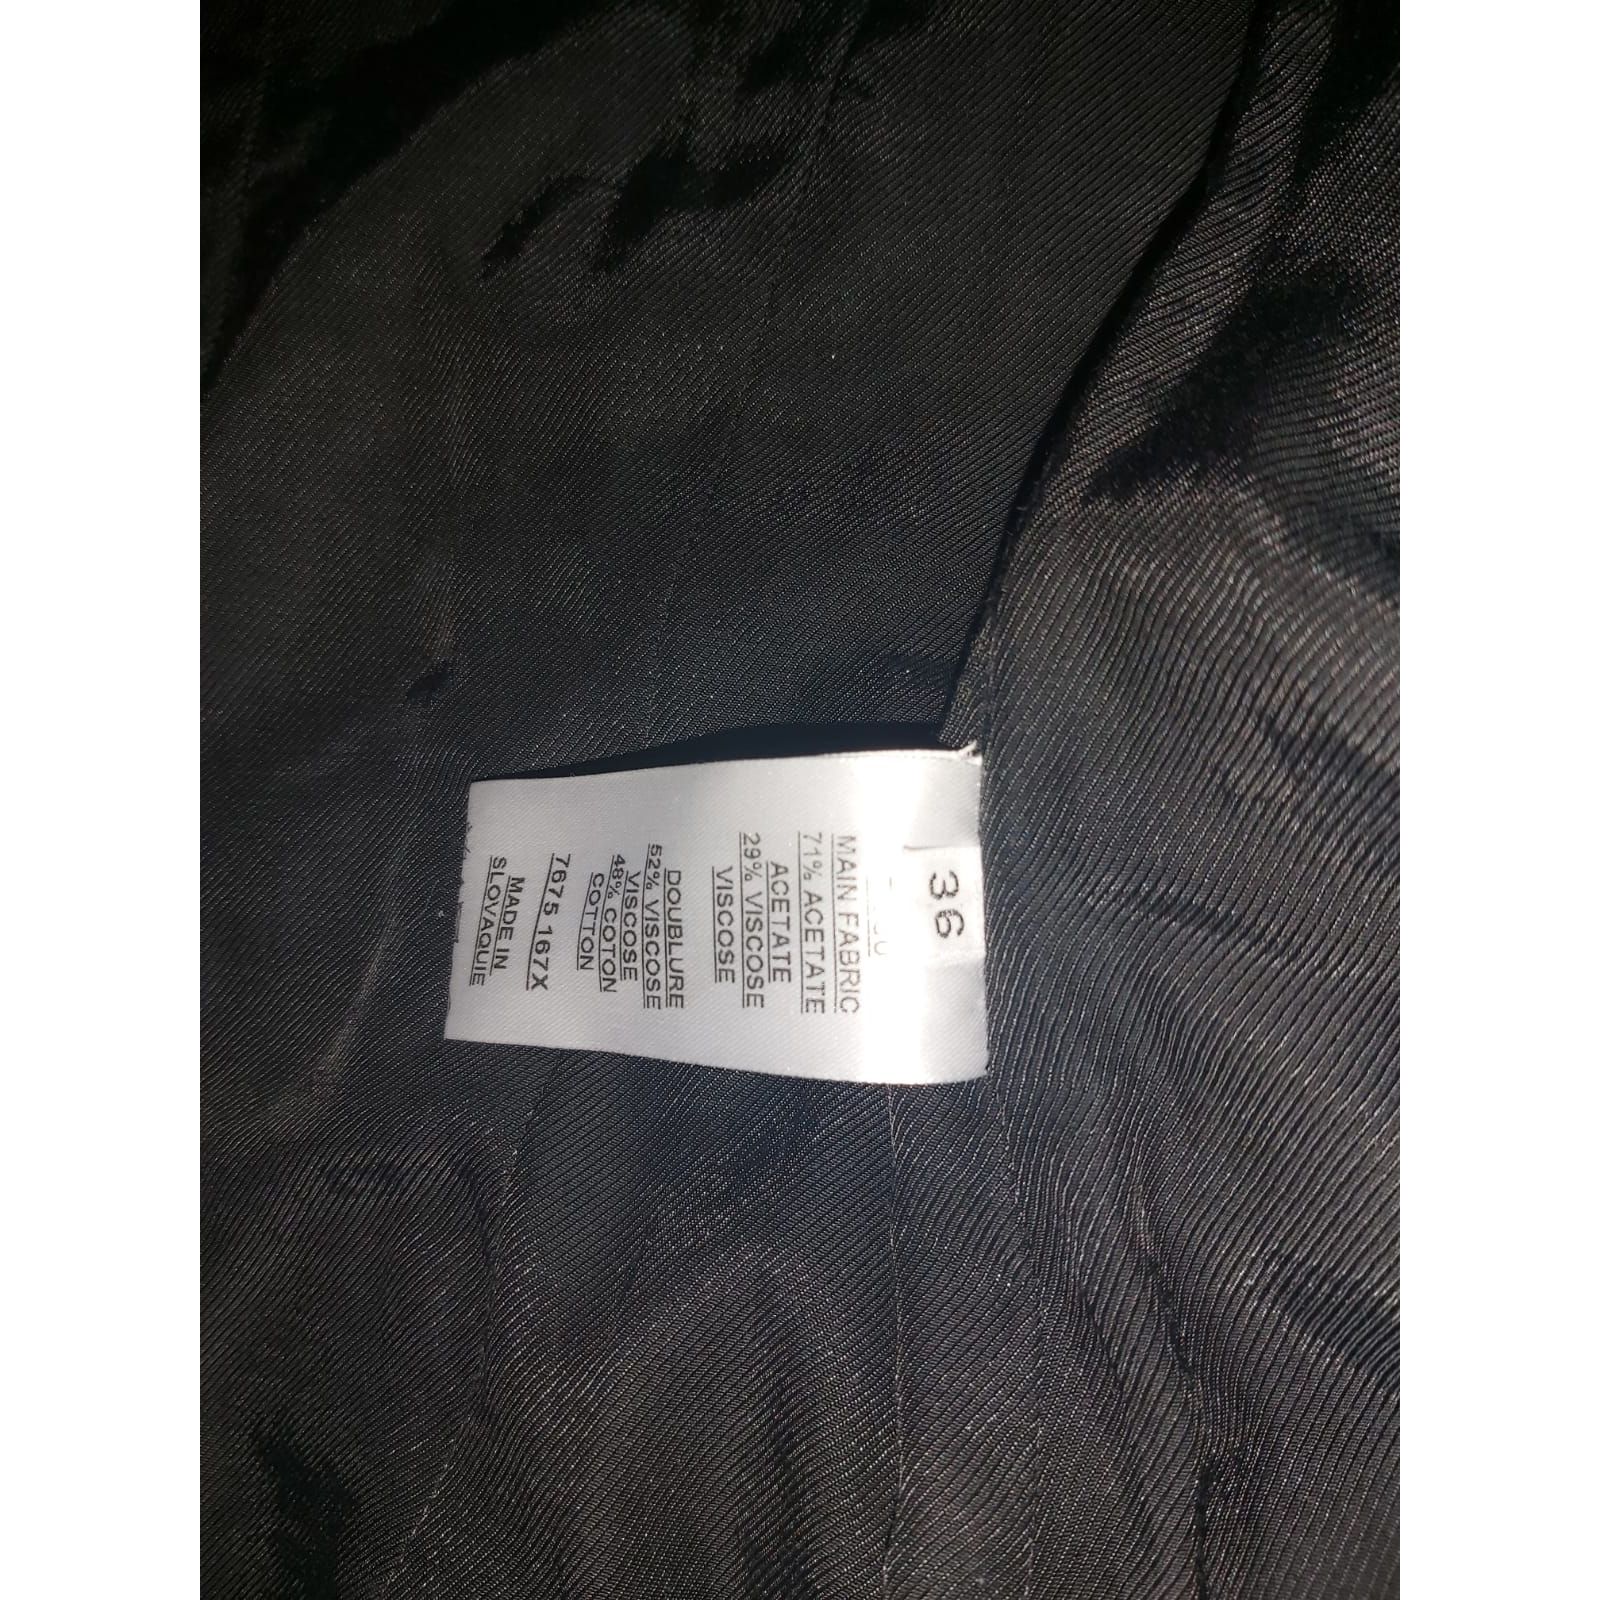 36
MAIN FABRIC
71% ACETATE
ACETATE
29% VISCOSE
VISCOSE
DOUBLURE
52% VISCOSE
VISCOSE
48% COTON
COTTON
7675 167X
MADE IN
SLOVAQUIE